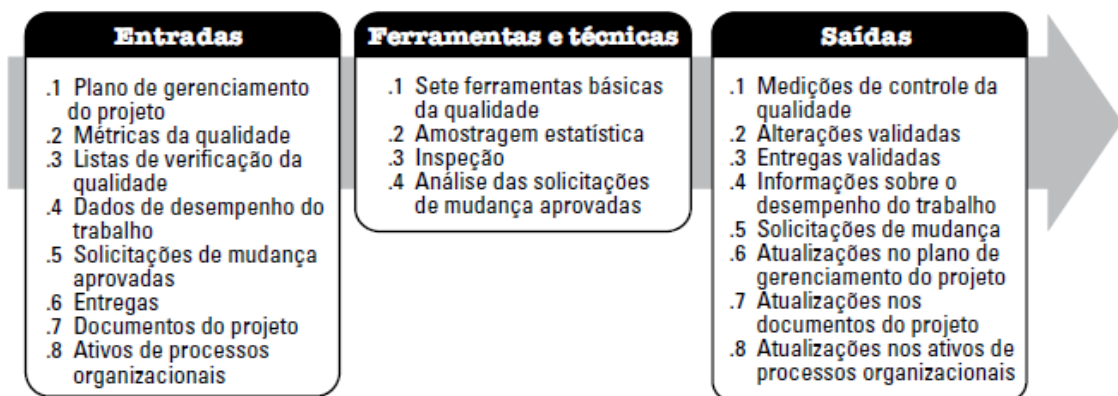 Entradas
.1 Plano de gerenciamento
do projeto
.2 Métricas da qualidade
.3 Listas de verificação da
qualidade
.4 Dados de desempenho do
trabalho
.5 Solicitações de mudança
aprovadas
.6 Entregas
.7 Documentos do projeto
.8 Ativos de processos
organizacionais
Ferramentas e técnicas
.1 Sete ferramentas básicas
da qualidade
.2 Amostragem estatística
.3 Inspeção
.4 Análise das solicitações
de mudança aprovadas
Saídas
.1 Medições de controle da
qualidade
.2 Alterações validadas
.3 Entregas validadas
.4 Informações sobre o
desempenho do trabalho
.5 Solicitações de mudança
.6 Atualizações no plano de
gerenciamento do projeto
.7 Atualizações nos
documentos do projeto
.8 Atualizações nos ativos de
processos organizacionais